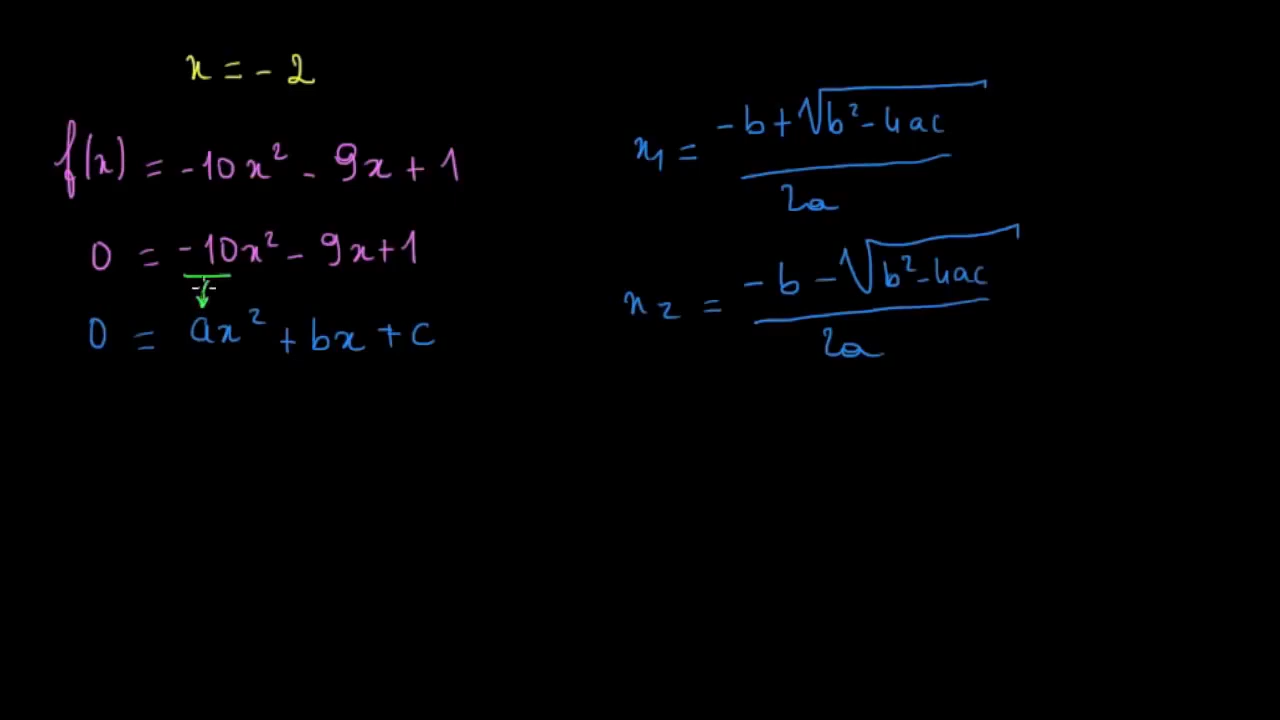 x = - 2
f(x) = -10x² - 9x + 1
0 = -10x² - 9x + 1
0 = ax² + bx + c
x₁ = (-b + √(b² - 4ac)) / 2a
x₂ = (-b - √(b² - 4ac)) / 2a